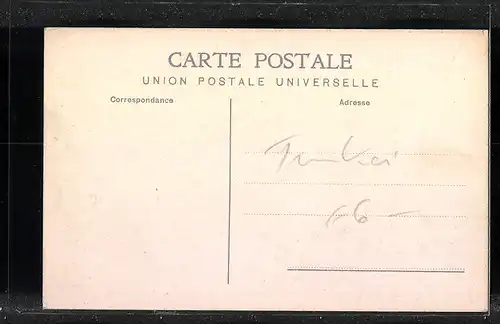 CARTE POSTALE
UNION POSTALE UNIVERSELLE
Correspondance
Adresse